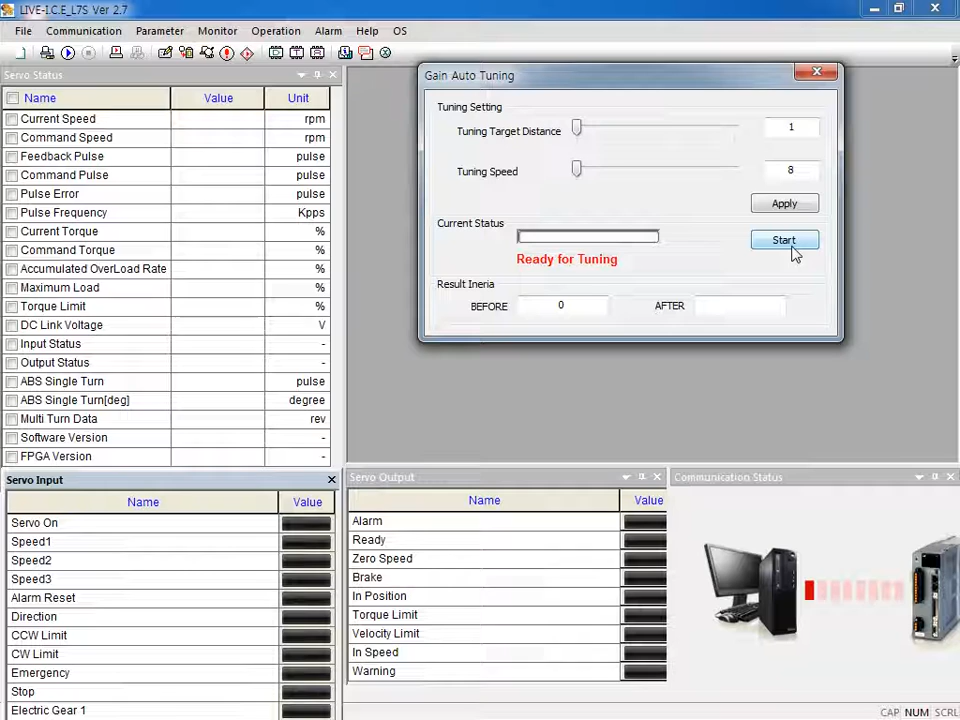 LIVE-I.C.E_L7S Ver 2.7
File Communication Parameter Monitor Operation Alarm Help OS
Servo Status
Name Value Unit
Current Speed rpm
Command Speed rpm
Feedback Pulse pulse
Command Pulse pulse
Pulse Error pulse
Pulse Frequency Kpps
Current Torque %
Command Torque %
Accumulated OverLoad Rate %
Maximum Load %
Torque Limit %
DC Link Voltage V
Input Status -
Output Status -
ABS Single Turn pulse
ABS Single Turn[deg] degree
Multi Turn Data rev
Software Version -
FPGA Version -
Gain Auto Tuning
Tuning Setting
Tuning Target Distance 1
Tuning Speed 8
Apply
Current Status
Start
Ready for Tuning
Result Ineria
BEFORE 0 AFTER
Servo Input
Name Value
Servo On
Speed1
Speed2
Speed3
Alarm Reset
Direction
CCW Limit
CW Limit
Emergency
Stop
Electric Gear 1
Servo Output
Name Value
Alarm
Ready
Zero Speed
Brake
In Position
Torque Limit
Velocity Limit
In Speed
Warning
Communication Status
CAP NUM SCRL